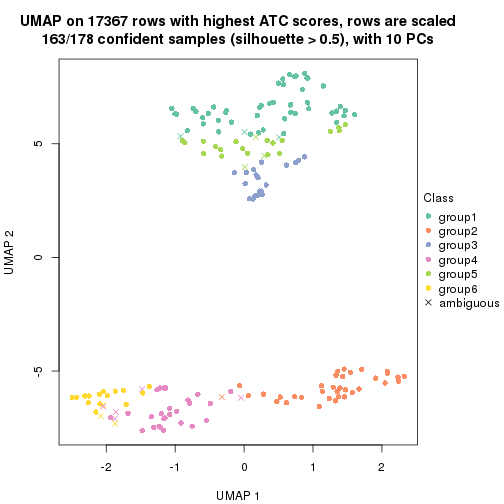 UMAP on 17367 rows with highest ATC scores, rows are scaled
163/178 confident samples (silhouette > 0.5), with 10 PCs
UMAP 2
5
0
-5
-2
-1
0
1
2
UMAP 1
Class
group1
group2
group3
group4
group5
group6
ambiguous